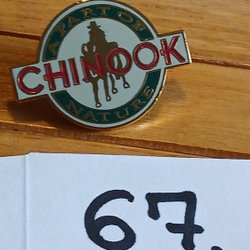 A PART OF
CHINOOK
NATURE
67.